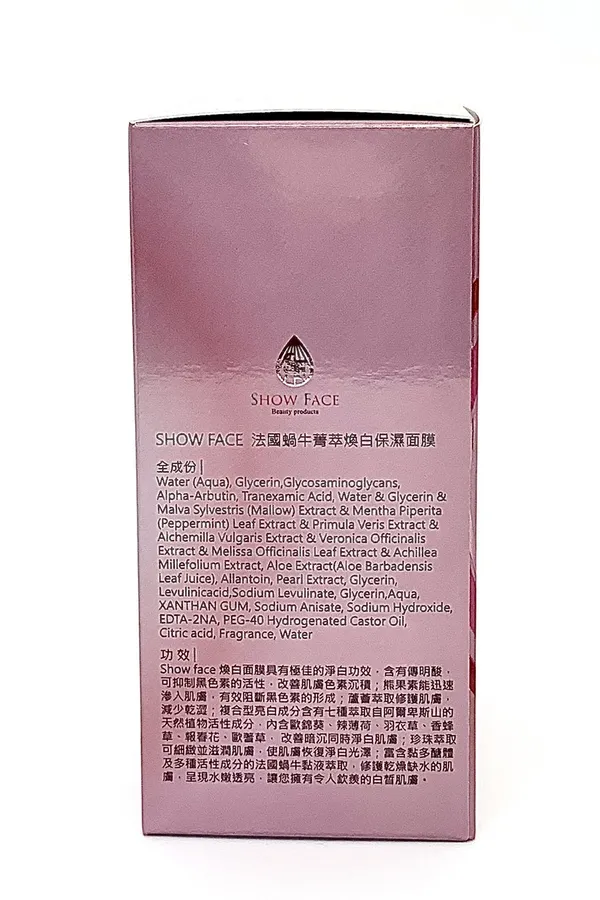 SHOW FACE
Beauty products
SHOW FACE 法國蝸牛菁萃煥白保濕面膜
全成份|
Water (Aqua), Glycerin,Glycosaminoglycans,
Alpha-Arbutin, Tranexamic Acid, Water & Glycerin &
Malva Sylvestris (Mallow) Extract & Mentha Piperita
(Peppermint) Leaf Extract & Primula Veris Extract &
Alchemilla Vulgaris Extract & Veronica Officinalis
Extract & Melissa Officinalis Leaf Extract & Achillea
Millefolium Extract, Aloe Extract(Aloe Barbadensis
Leaf Juice), Allantoin, Pearl Extract, Glycerin,
Levulinicacid,Sodium Levulinate, Glycerin,Aqua,
XANTHAN GUM, Sodium Anisate, Sodium Hydroxide,
EDTA-2NA, PEG-40 Hydrogenated Castor Oil,
Citric acid, Fragrance, Water
功 效|
Show face 煥白面膜具有極佳的淨白功效，含有傳明酸，
可抑制黑色素的活性，改善肌膚色素沉積；熊果素能迅速
滲入肌膚，有效阻斷黑色素的形成；蘆薈萃取修護肌膚，
減少乾澀；複合型亮白成分含有七種萃取自阿爾卑斯山的
天然植物活性成分，內含歐錦葵、辣薄荷、羽衣草、香蜂
草、報春花、歐蓍草， 改善暗沉同時淨白肌膚；珍珠萃取
可細緻並滋潤肌膚，使肌膚恢復淨白光澤；富含黏多醣體
及多種活性成分的法國蝸牛黏液萃取，修護乾燥缺水的肌
膚，呈現水嫩透亮，讓您擁有令人欽羨的白皙肌膚。